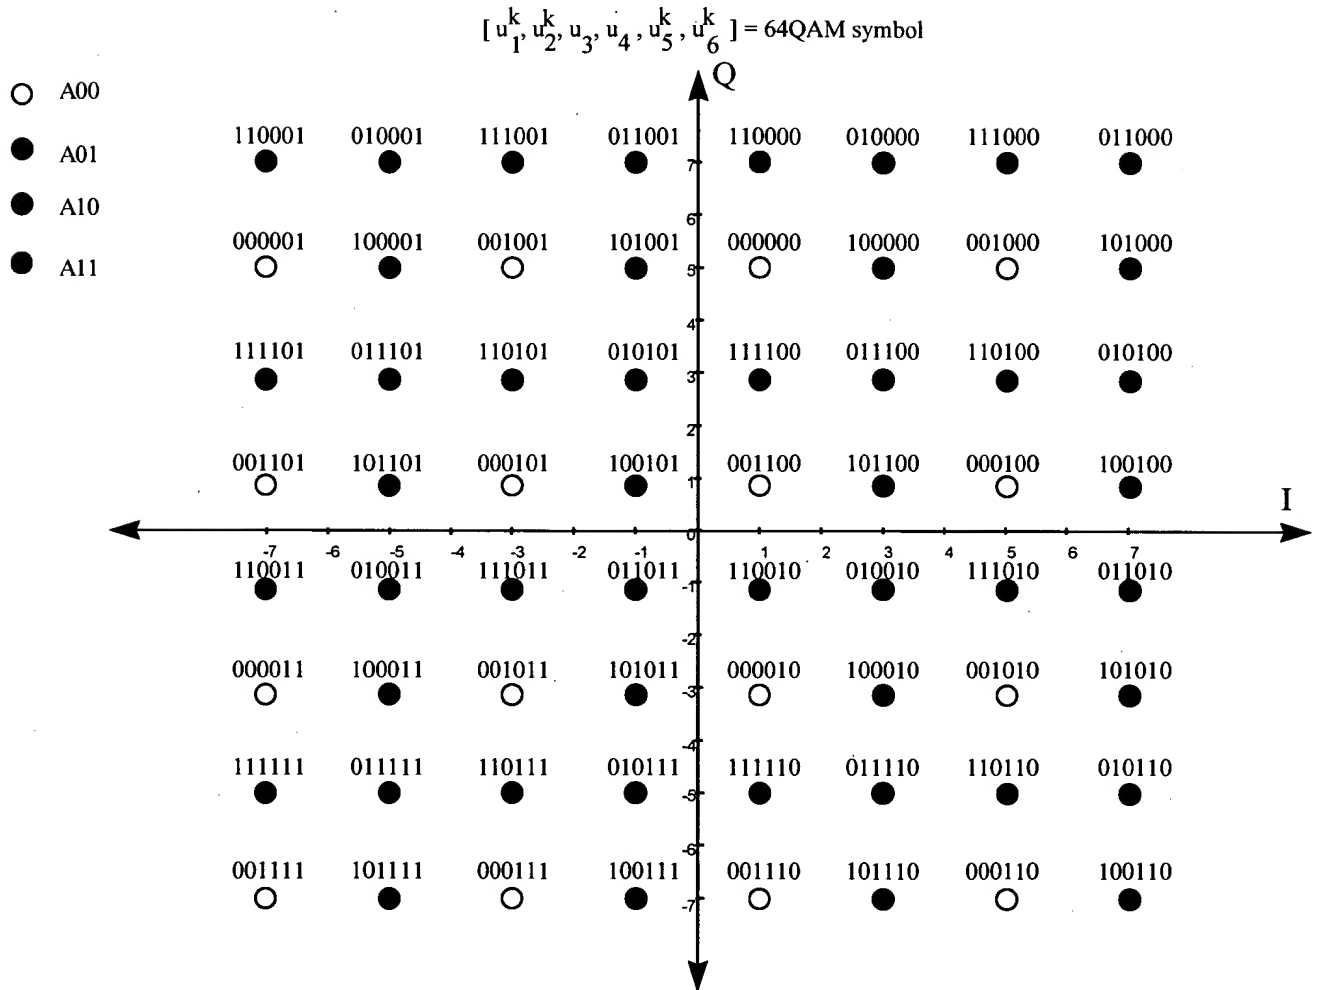 [ u₁ᵏ, u₂ᵏ, u₃, u₄ , u₅ᵏ , u₆ᵏ ] = 64QAM symbol
Q
A00
A01
A10
A11
110001 010001 111001 011001 110000 010000 111000 011000
7
6
000001 100001 001001 101001 000000 100000 001000 101000
5
4
111101 011101 110101 010101 111100 011100 110100 010100
3
2
001101 101101 000101 100101 001100 101100 000100 100100
1
I
0
-7 -6 -5 -4 -3 -2 -1 1 2 3 4 5 6 7
110011 010011 111011 011011 110010 010010 111010 011010
-1
-2
000011 100011 001011 101011 000010 100010 001010 101010
-3
-4
111111 011111 110111 010111 111110 011110 110110 010110
-5
-6
001111 101111 000111 100111 001110 101110 000110 100110
-7